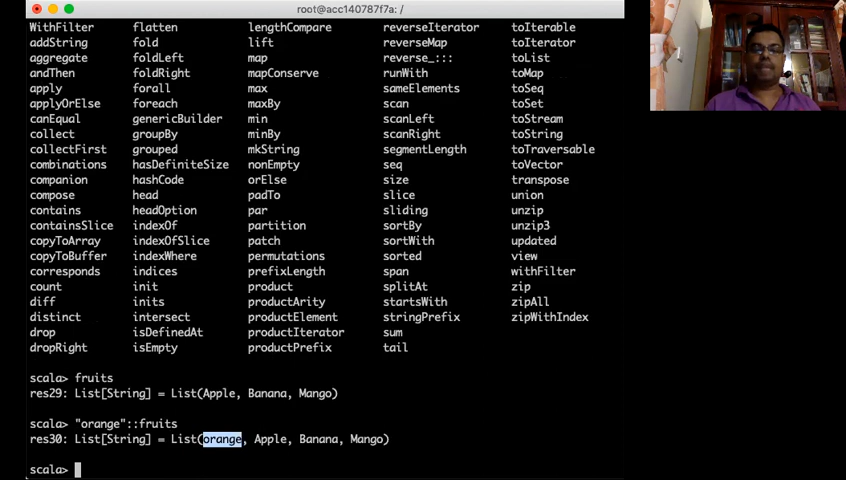 root@acc140787f7a: /
WithFilter flatten lengthCompare reverseIterator toIterable
addString fold lift reverseMap toIterator
aggregate foldLeft map reverse_::: toList
andThen foldRight mapConserve runWith toMap
apply forall max sameElements toSeq
applyOrElse foreach maxBy scan toSet
canEqual genericBuilder min scanLeft toStream
collect groupBy minBy scanRight toString
collectFirst grouped mkString segmentLength toTraversable
combinations hasDefiniteSize nonEmpty seq toVector
companion hashCode orElse size transpose
compose head padTo slice union
contains headOption par sliding unzip
containsSlice indexOf partition sortBy unzip3
copyToArray indexOfSlice patch sortWith updated
copyToBuffer indexWhere permutations sorted view
corresponds indices prefixLength span withFilter
count init product splitAt zip
diff inits productArity startsWith zipAll
distinct intersect productElement stringPrefix zipWithIndex
drop isDefinedAt productIterator sum
dropRight isEmpty productPrefix tail
scala> fruits
res29: List[String] = List(Apple, Banana, Mango)
scala> "orange"::fruits
res30: List[String] = List(orange, Apple, Banana, Mango)
scala>